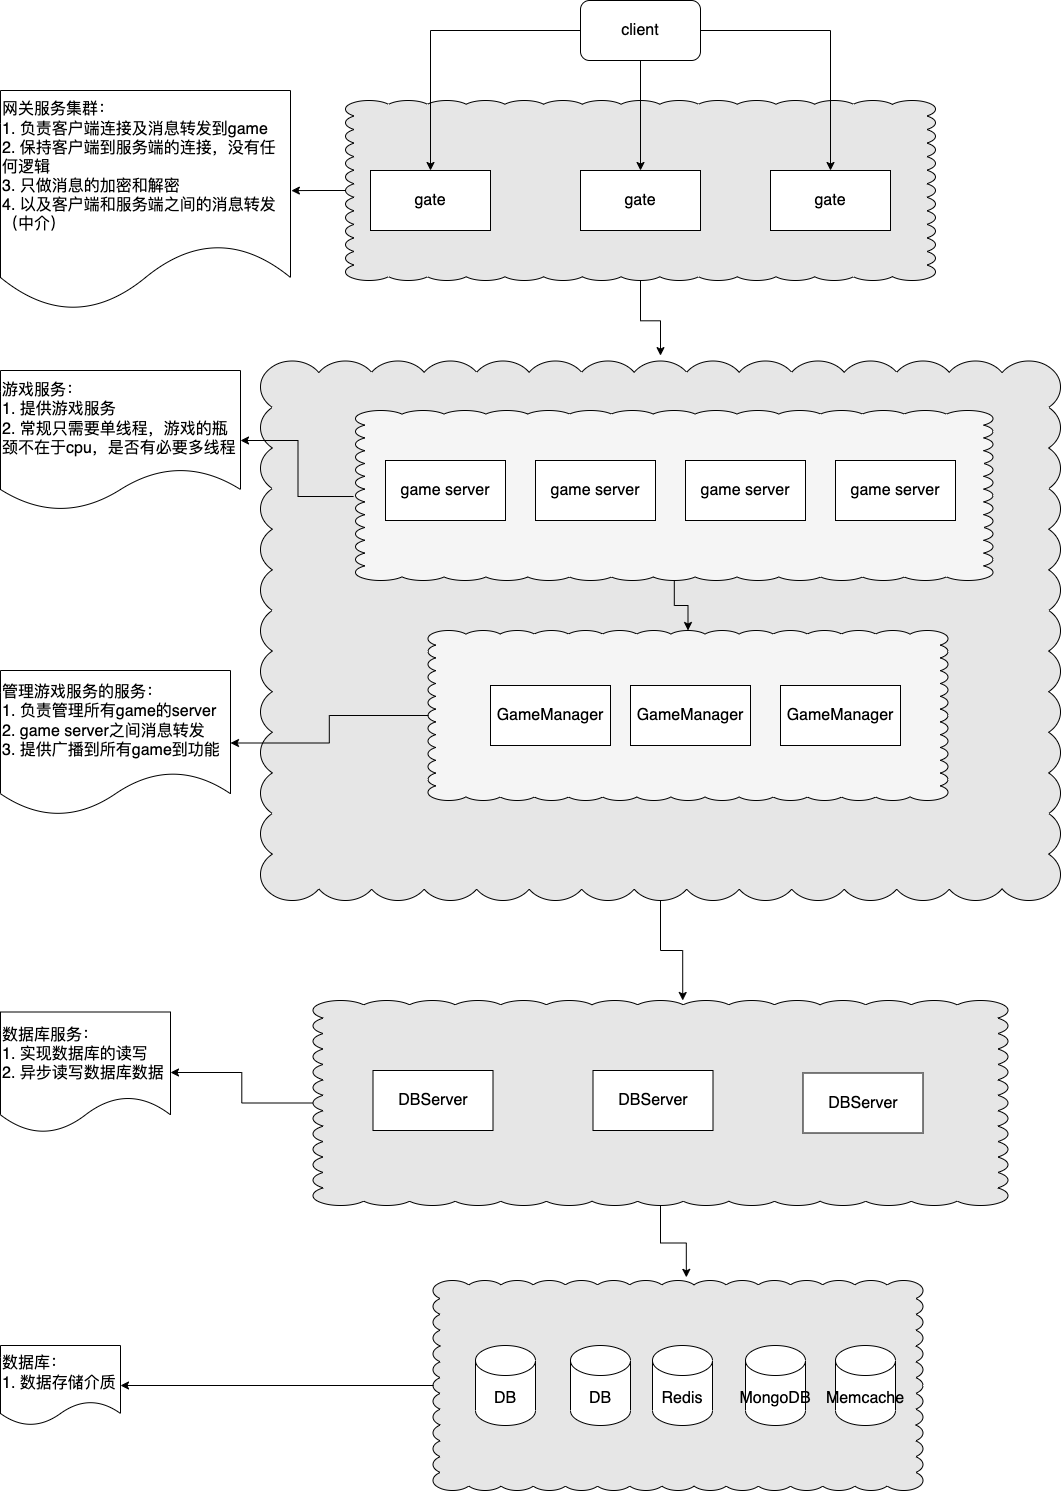 client
网关服务集群：
1. 负责客户端连接及消息转发到game
2. 保持客户端到服务端的连接，没有任
何逻辑
3. 只做消息的加密和解密
4. 以及客户端和服务端之间的消息转发
（中介）
gate
gate
gate
游戏服务：
1. 提供游戏服务
2. 常规只需要单线程，游戏的瓶
颈不在于cpu，是否有必要多线程
game server
game server
game server
game server
管理游戏服务的服务：
1. 负责管理所有game的server
2. game server之间消息转发
3. 提供广播到所有game到功能
GameManager
GameManager
GameManager
数据库服务：
1. 实现数据库的读写
2. 异步读写数据库数据
DBServer
DBServer
DBServer
数据库：
1. 数据存储介质
DB
DB
Redis
MongoDB
Memcache